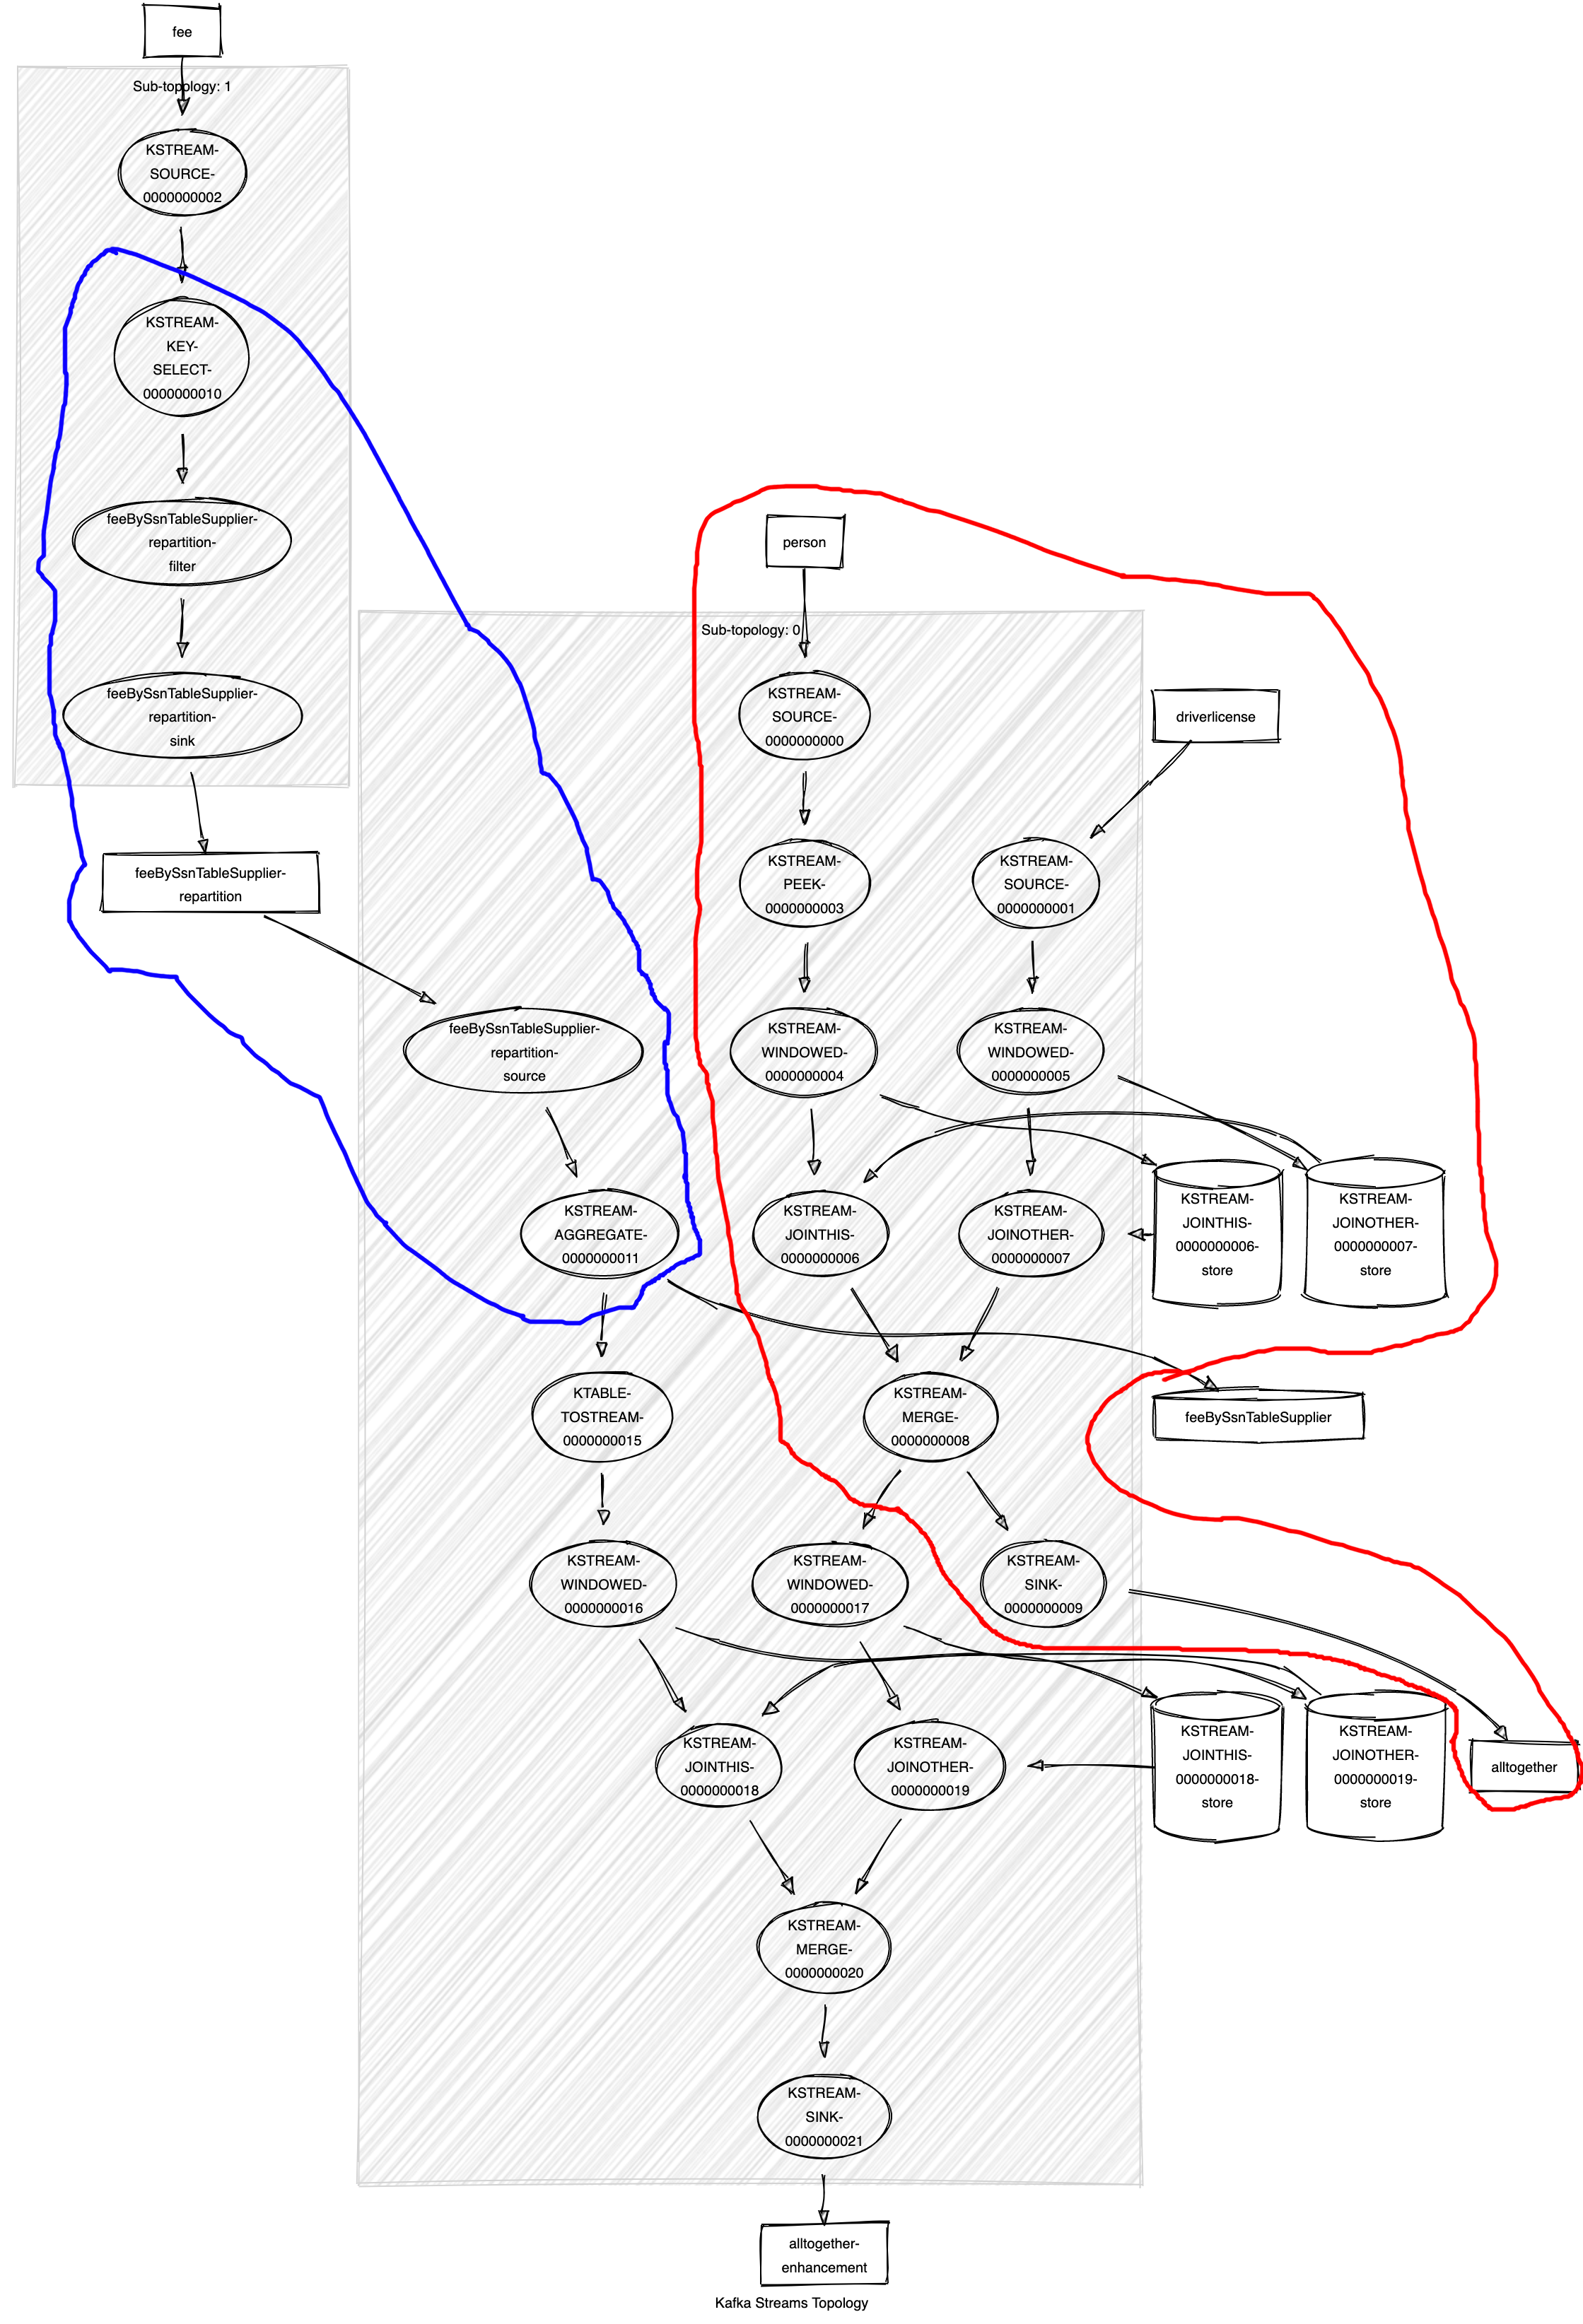 fee
Sub-topology: 1
KSTREAM-
SOURCE-
0000000002
KSTREAM-
KEY-
SELECT-
0000000010
feeBySsnTableSupplier-
repartition-
filter
feeBySsnTableSupplier-
repartition-
sink
feeBySsnTableSupplier-
repartition
person
Sub-topology: 0
KSTREAM-
SOURCE-
0000000000
driverlicense
KSTREAM-
PEEK-
0000000003
KSTREAM-
SOURCE-
0000000001
feeBySsnTableSupplier-
repartition-
source
KSTREAM-
WINDOWED-
0000000004
KSTREAM-
WINDOWED-
0000000005
KSTREAM-
AGGREGATE-
0000000011
KSTREAM-
JOINTHIS-
0000000006
KSTREAM-
JOINOTHER-
0000000007
KSTREAM-
JOINTHIS-
0000000006-
store
KSTREAM-
JOINOTHER-
0000000007-
store
KTABLE-
TOSTREAM-
0000000015
KSTREAM-
MERGE-
0000000008
feeBySsnTableSupplier
KSTREAM-
WINDOWED-
0000000016
KSTREAM-
WINDOWED-
0000000017
KSTREAM-
SINK-
0000000009
KSTREAM-
JOINTHIS-
0000000018
KSTREAM-
JOINOTHER-
0000000019
KSTREAM-
JOINTHIS-
0000000018-
store
KSTREAM-
JOINOTHER-
0000000019-
store
alltogether
KSTREAM-
MERGE-
0000000020
KSTREAM-
SINK-
0000000021
alltogether-
enhancement
Kafka Streams Topology